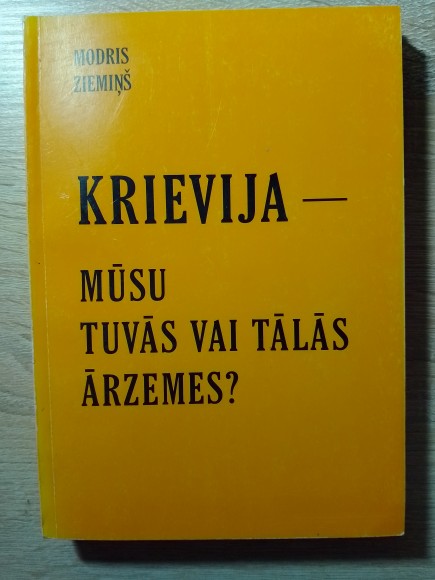 MODRIS
ZIEMIŅŠ
KRIEVIJA —
MŪSU
TUVĀS VAI TĀLĀS
ĀRZEMES?